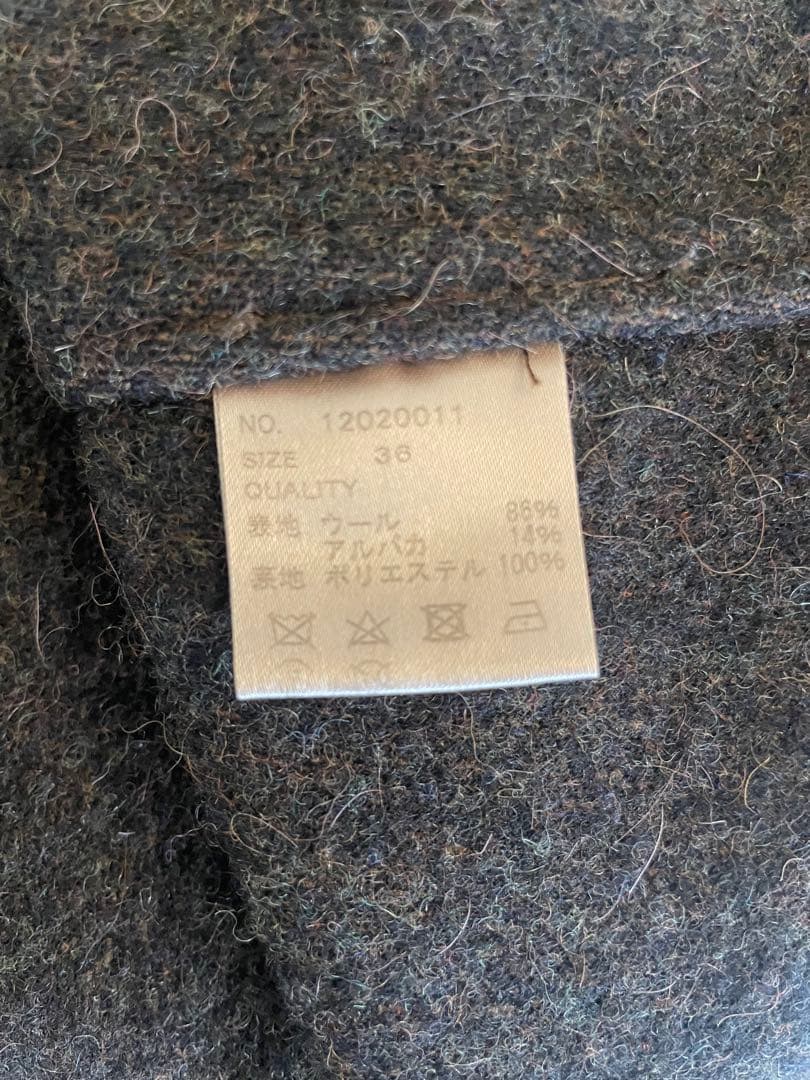 NO. 12020011
SIZE 36
QUALITY
表地 ウール 86%
アルパカ 14%
裏地 ポリエステル 100%